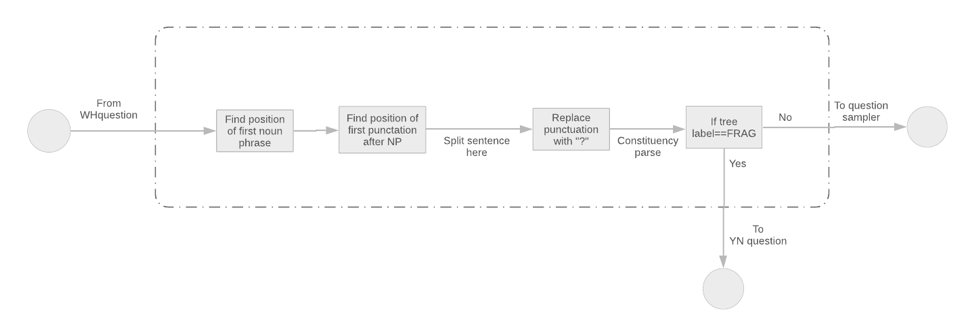 From
WHquestion
Find position
of first noun
phrase
Find position of
first punctation
after NP
Split sentence
here
Replace
punctuation
with "?"
Constituency
parse
If tree
label==FRAG
No
To question
sampler
Yes
To
YN question